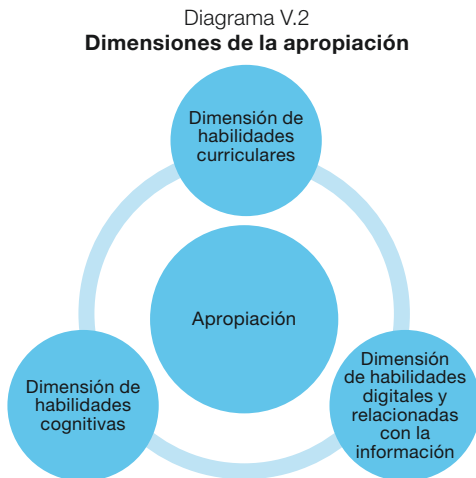 Diagrama V.2
Dimensiones de la apropiación
Dimensión de
habilidades
curriculares
Apropiación
Dimensión de
habilidades
cognitivas
Dimensión
de habilidades
digitales y
relacionadas
con la
información